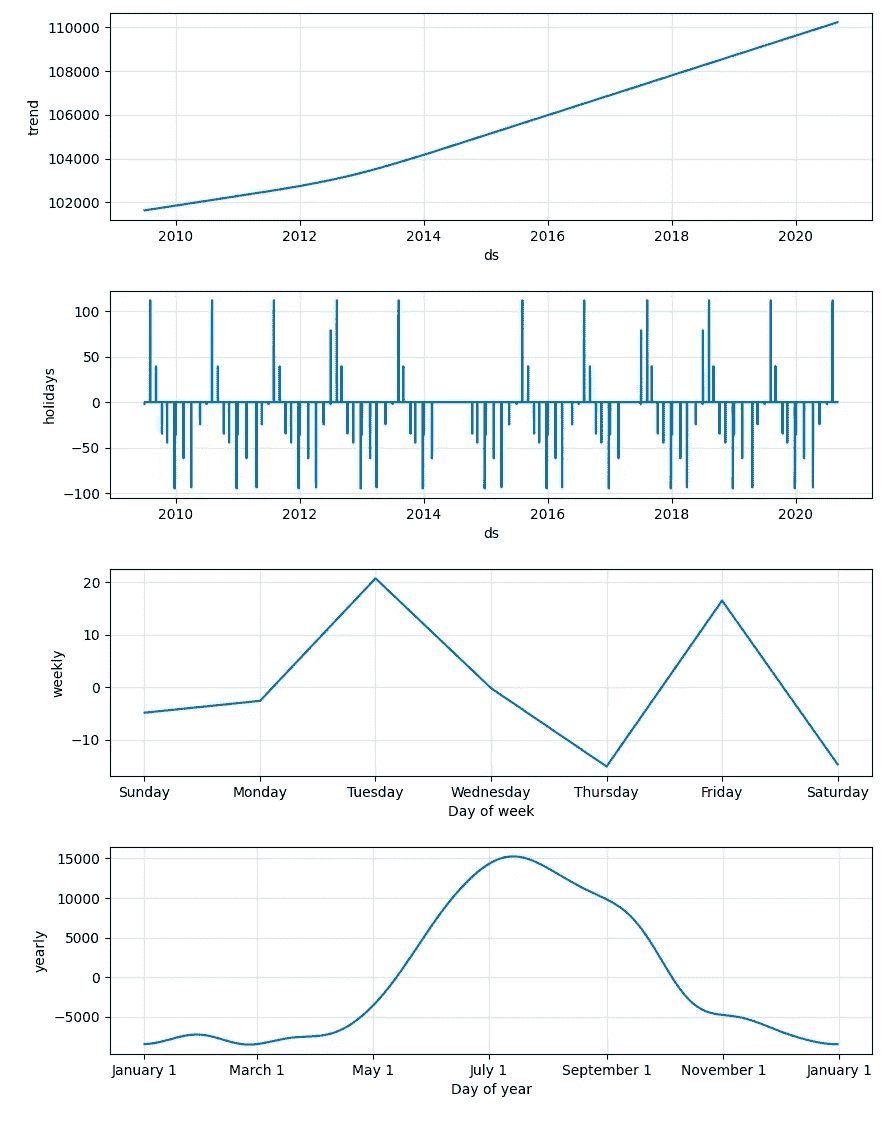 110000
108000
106000
104000
102000
trend
2010 2012 2014 2016 2018 2020
ds
100
50
0
−50
−100
holidays
2010 2012 2014 2016 2018 2020
ds
20
10
0
−10
weekly
Sunday Monday Tuesday Wednesday Thursday Friday Saturday
Day of week
15000
10000
5000
0
−5000
yearly
January 1 March 1 May 1 July 1 September 1 November 1 January 1
Day of year